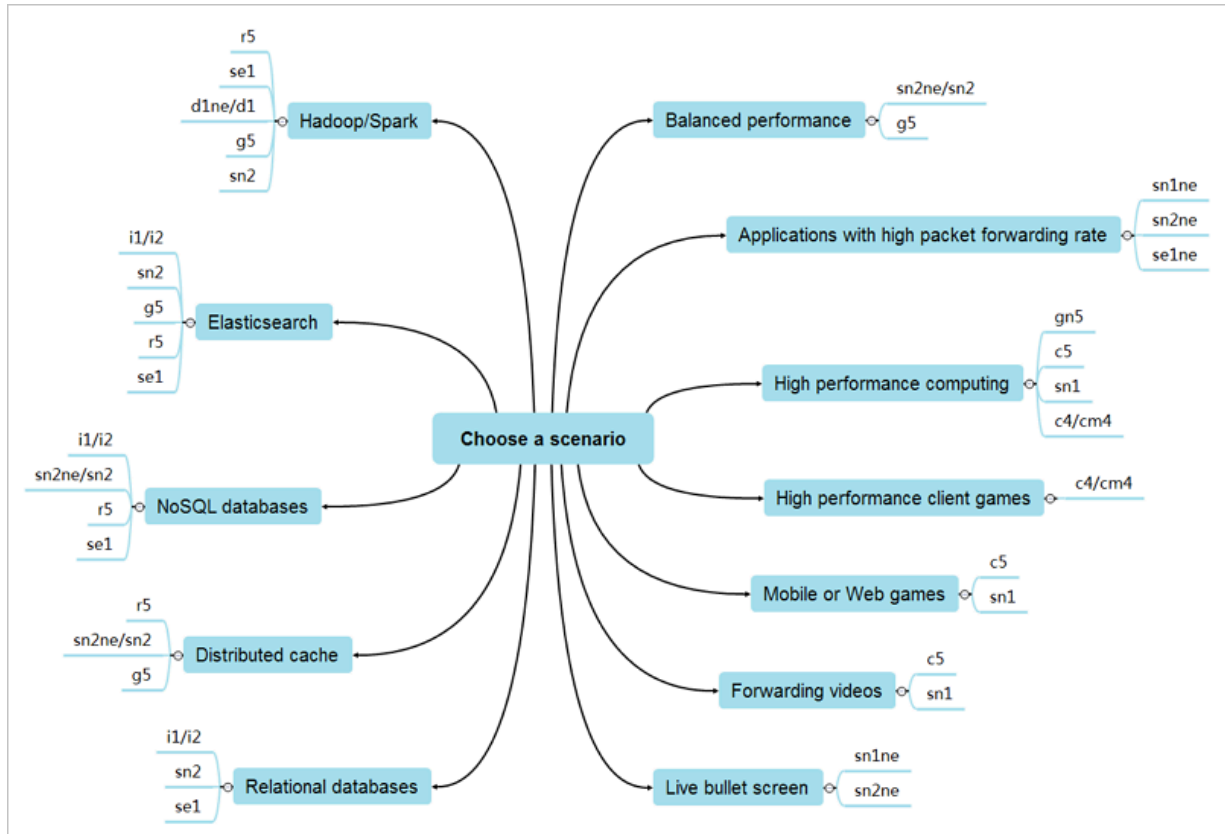 r5
se1
d1ne/d1
g5
sn2
Hadoop/Spark
i1/i2
sn2
g5
r5
se1
Elasticsearch
i1/i2
sn2ne/sn2
r5
se1
NoSQL databases
r5
sn2ne/sn2
g5
Distributed cache
i1/i2
sn2
se1
Relational databases
Choose a scenario
Balanced performance
sn2ne/sn2
g5
Applications with high packet forwarding rate
sn1ne
sn2ne
se1ne
High performance computing
gn5
c5
sn1
c4/cm4
High performance client games
c4/cm4
Mobile or Web games
c5
sn1
Forwarding videos
c5
sn1
Live bullet screen
sn1ne
sn2ne